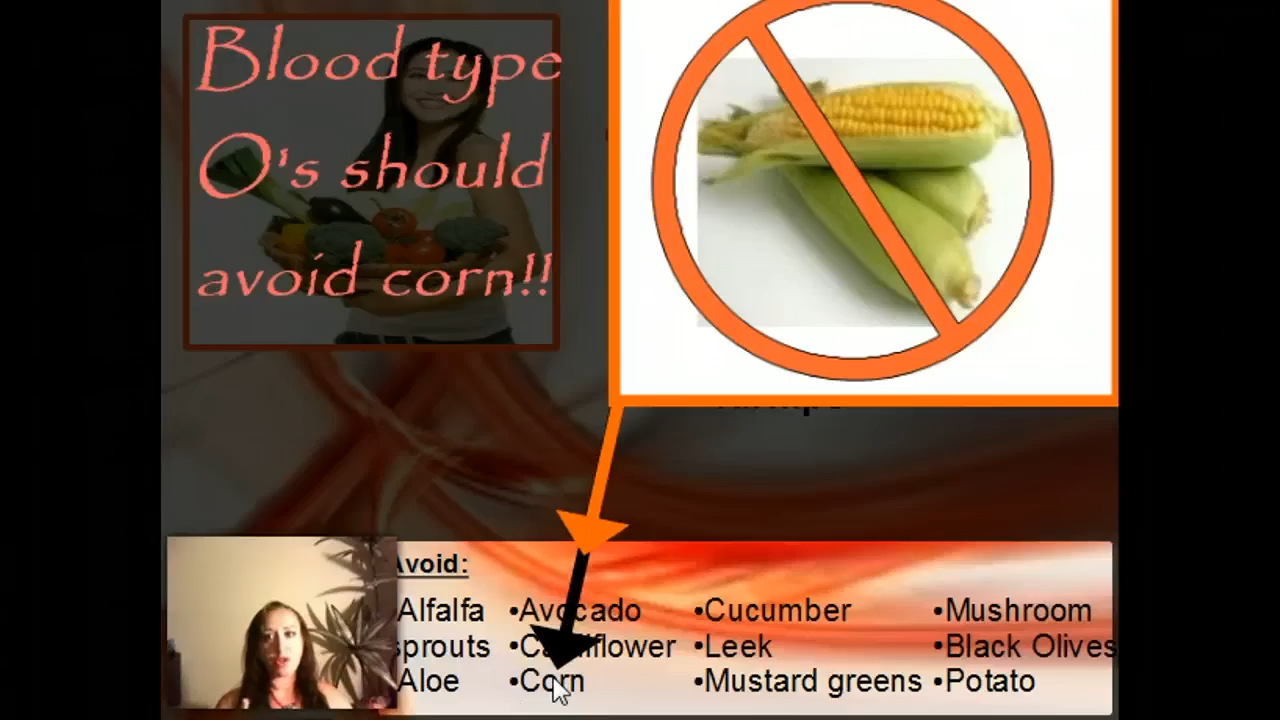 Blood type
O's should
avoid corn!!
Avoid:
Alfalfa •Avocado •Cucumber •Mushroom
sprouts •Cauliflower •Leek •Black Olives
Aloe •Corn •Mustard greens •Potato